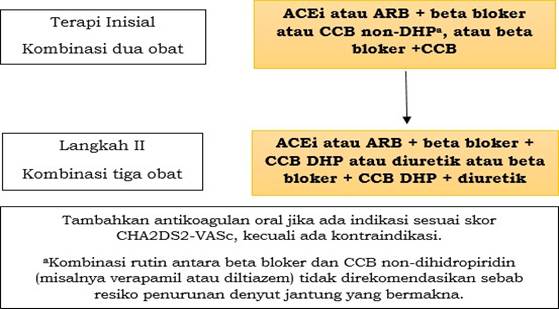 Terapi Inisial
Kombinasi dua obat
ACEi atau ARB + beta bloker
atau CCB non-DHPᵃ, atau beta
bloker +CCB
Langkah II
Kombinasi tiga obat
ACEi atau ARB + beta bloker +
CCB DHP atau diuretik atau beta
bloker + CCB DHP + diuretik
Tambahkan antikoagulan oral jika ada indikasi sesuai skor
CHA2DS2-VASc, kecuali ada kontraindikasi.
ᵃKombinasi rutin antara beta bloker dan CCB non-dihidropiridin
(misalnya verapamil atau diltiazem) tidak direkomendasikan sebab
resiko penurunan denyut jantung yang bermakna.